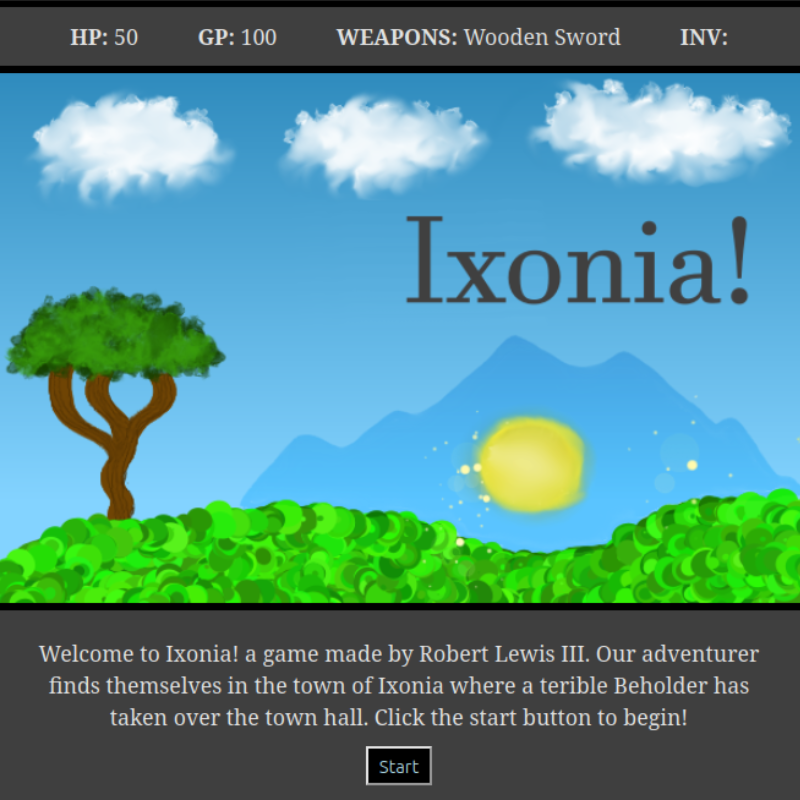 HP: 50 GP: 100 WEAPONS: Wooden Sword INV:
Ixonia!
Welcome to Ixonia! a game made by Robert Lewis III. Our adventurer
finds themselves in the town of Ixonia where a terible Beholder has
taken over the town hall. Click the start button to begin!
Start